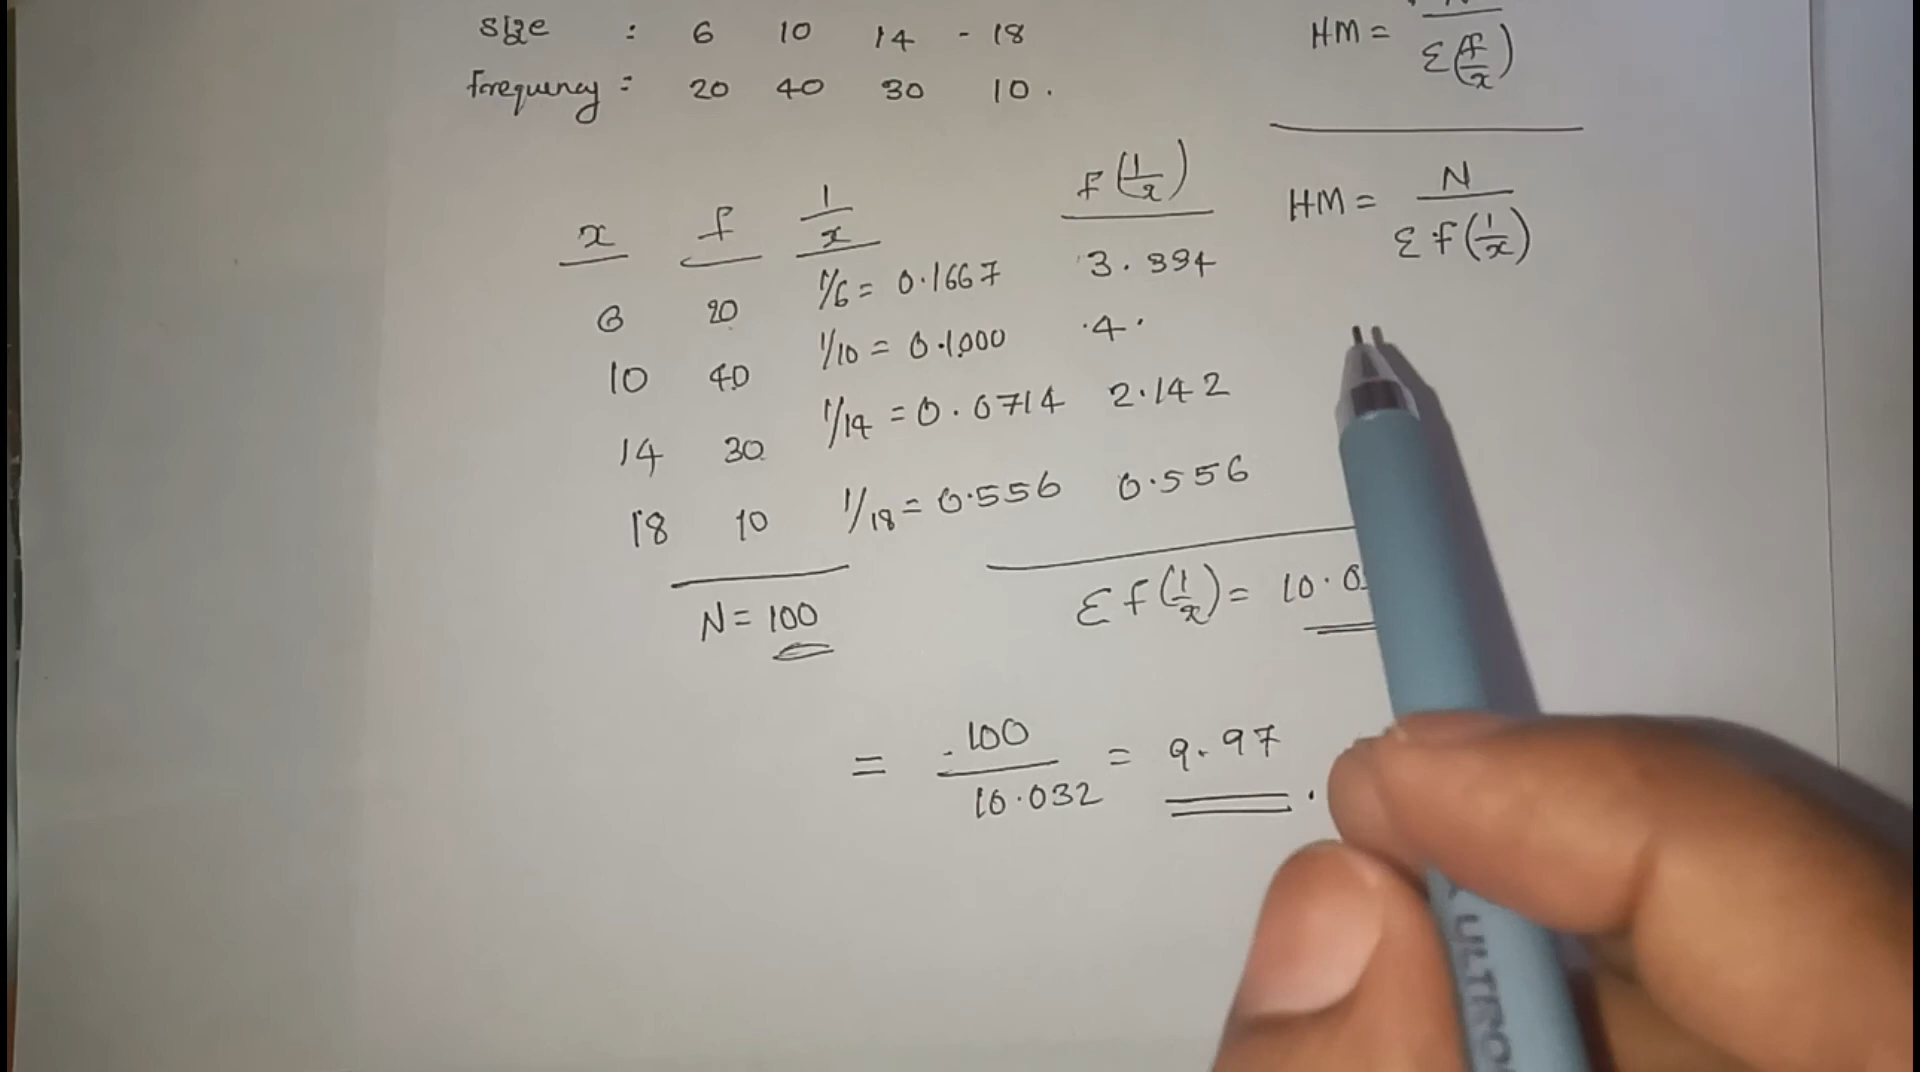 size : 6 10 14 - 18
frequency : 20 40 30 10 .
HM = N / Σ(f/x)
x f 1/x f(1/x)
HM = N / Σ f(1/x)
6 20 1/6 = 0.1667 3.334
10 40 1/10 = 0.1000 4.
14 30 1/14 = 0.0714 2.142
18 10 1/18 = 0.556 0.556
N = 100
Σ f(1/x) = 10.0
= 100 / 10.032 = 9.97 .
ULTRO